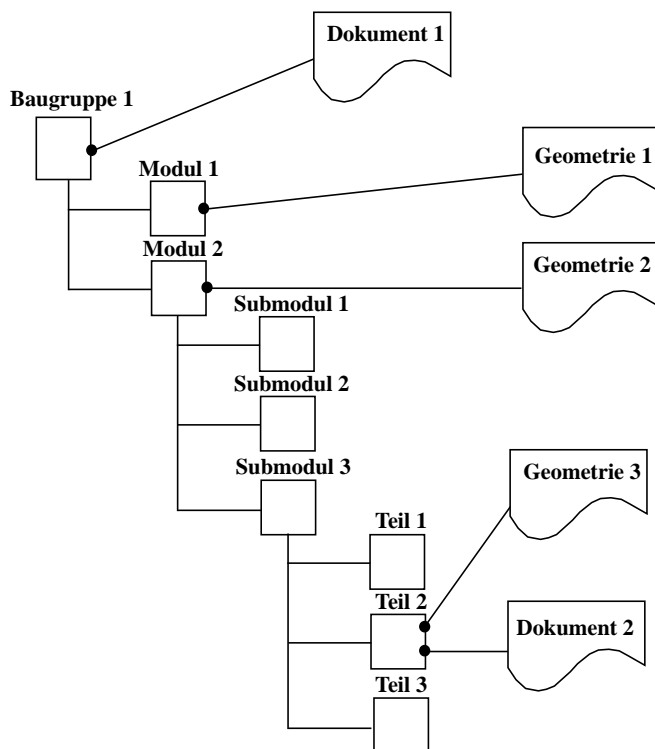 Dokument 1
Baugruppe 1
Modul 1
Geometrie 1
Modul 2
Geometrie 2
Submodul 1
Submodul 2
Submodul 3
Geometrie 3
Teil 1
Teil 2
Dokument 2
Teil 3